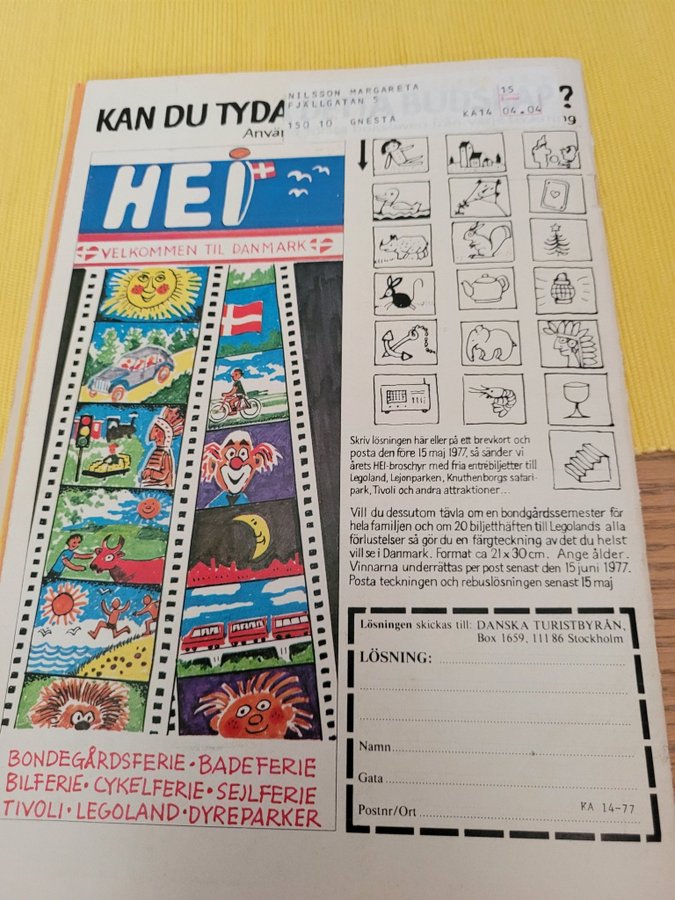 KAN DU TYDA
?
NILSSON MARGARETA
FJÄLLGATAN 5
150 10 GNESTA
15
KA14 04.04
HEI
VELKOMMEN TIL DANMARK
BONDEGÅRDSFERIE · BADEFERIE
BILFERIE · CYKELFERIE · SEJLFERIE
TIVOLI · LEGOLAND · DYREPARKER
Skriv lösningen här eller på ett brevkort och
posta den före 15 maj 1977, så sänder vi
årets HEI-broschyr med fria entrébiljetter till
Legoland, Lejonparken, Knuthenborgs safari-
park, Tivoli och andra attraktioner...
Vill du dessutom tävla om en bondgårdssemester för
hela familjen och om 20 biljetthäften till Legolands alla
förlustelser så gör du en färgteckning av det du helst
vill se i Danmark. Format ca 21 x 30 cm. Ange ålder.
Vinnarna underrättas per post senast den 15 juni 1977.
Posta teckningen och rebuslösningen senast 15 maj
Lösningen skickas till: DANSKA TURISTBYRÅN,
Box 1659, 111 86 Stockholm
LÖSNING:
Namn
Gata
Postnr/Ort
KA 14-77